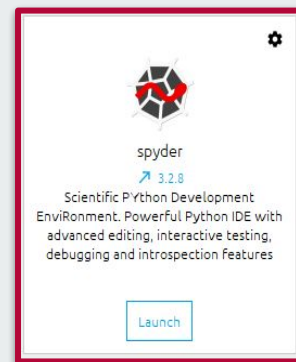 spyder
3.2.8
Scientific PYthon Development
EnviRonment. Powerful Python IDE with
advanced editing, interactive testing,
debugging and introspection features
Launch